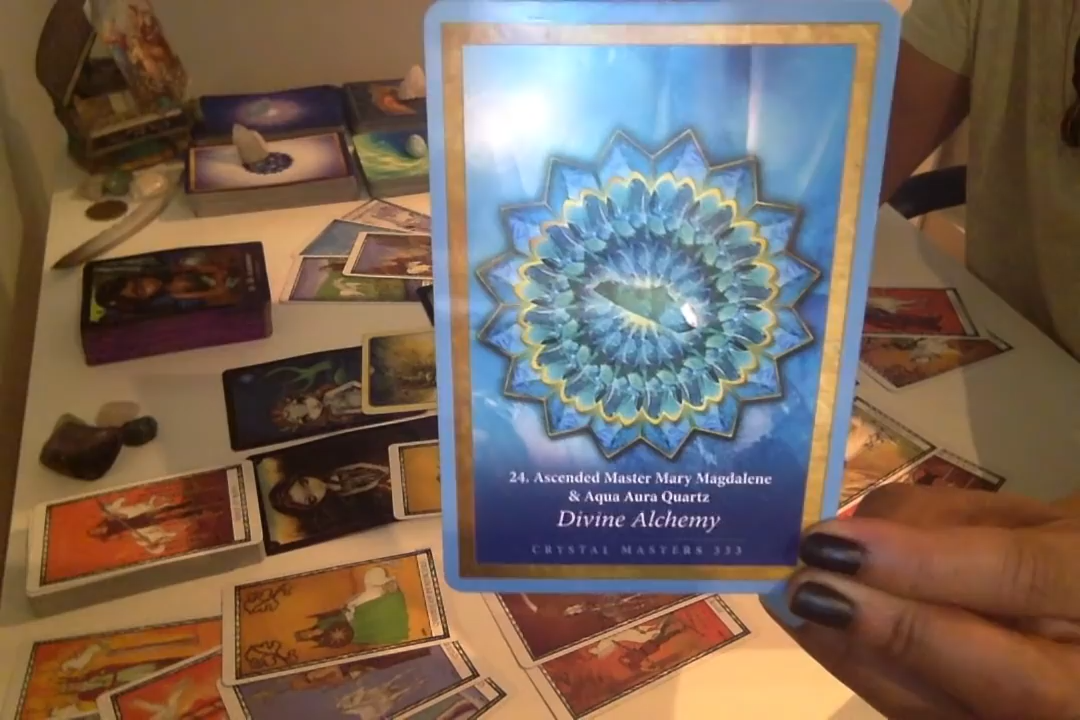 24. Ascended Master Mary Magdalene
& Aqua Aura Quartz
Divine Alchemy
CRYSTAL MASTERS 333